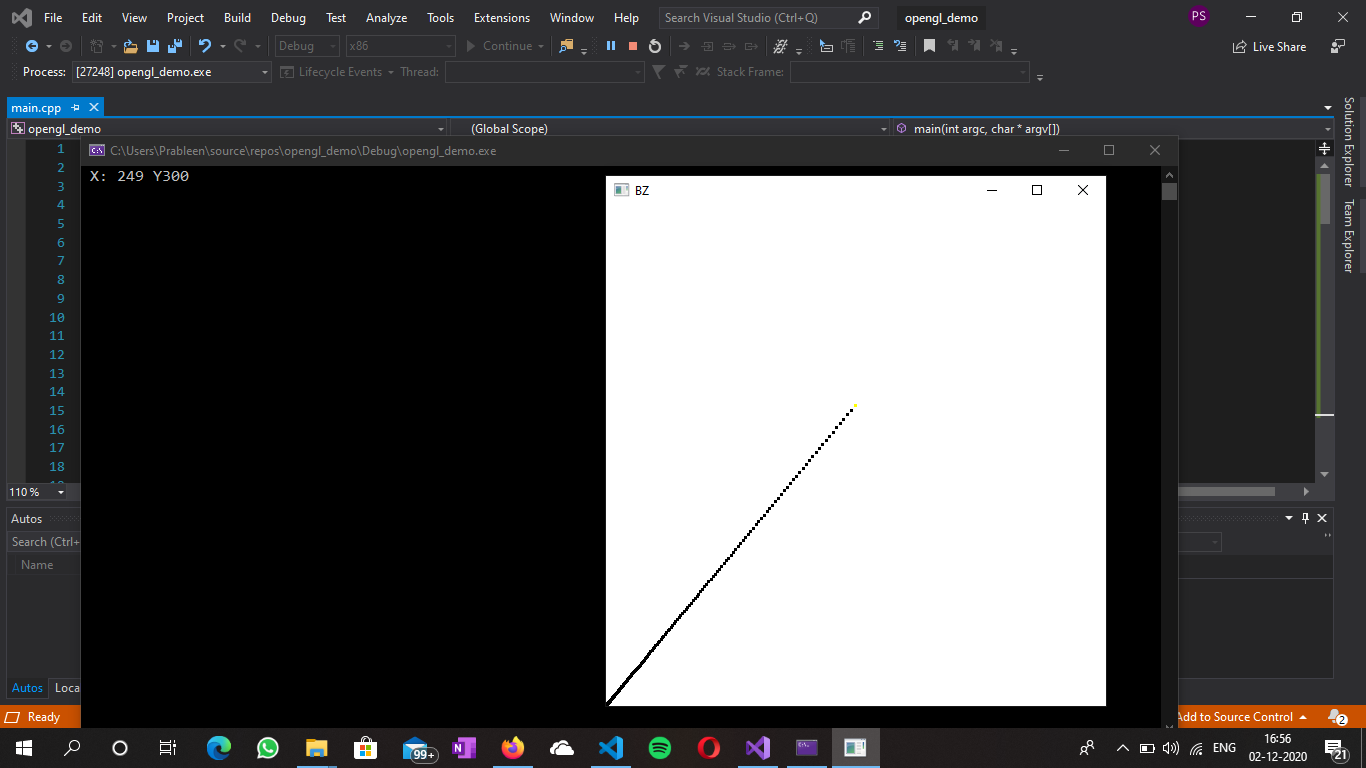 File Edit View Project Build Debug Test Analyze Tools Extensions Window Help Search Visual Studio (Ctrl+Q) opengl_demo PS
Debug x86 Continue Live Share
Process: [27248] opengl_demo.exe Lifecycle Events Thread: Stack Frame:
main.cpp
opengl_demo (Global Scope) main(int argc, char * argv[])
C:\Users\Prableen\source\repos\opengl_demo\Debug\opengl_demo.exe
X: 249 Y300
BZ
1
2
3
4
5
6
7
8
9
10
11
12
13
14
15
16
17
18
110 %
Autos
Search (Ctrl+
Name
Autos Loca
Solution Explorer
Team Explorer
Ready Add to Source Control 2
99+ ENG 16:56
02-12-2020 21